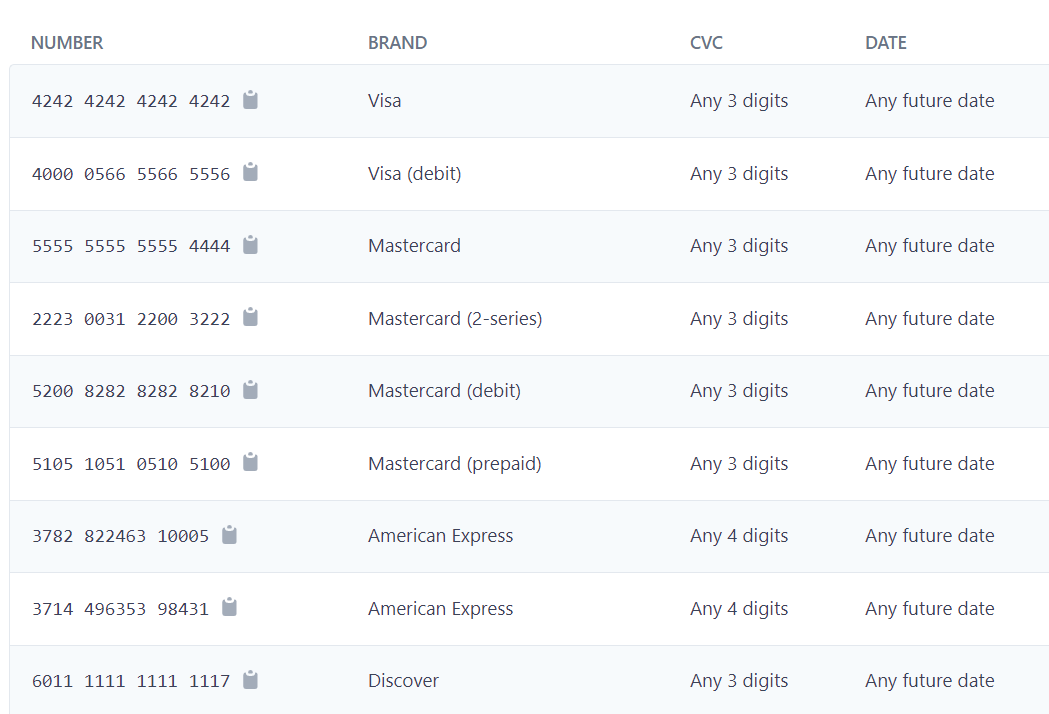 NUMBER BRAND CVC DATE
4242 4242 4242 4242 Visa Any 3 digits Any future date
4000 0566 5566 5556 Visa (debit) Any 3 digits Any future date
5555 5555 5555 4444 Mastercard Any 3 digits Any future date
2223 0031 2200 3222 Mastercard (2-series) Any 3 digits Any future date
5200 8282 8282 8210 Mastercard (debit) Any 3 digits Any future date
5105 1051 0510 5100 Mastercard (prepaid) Any 3 digits Any future date
3782 822463 10005 American Express Any 4 digits Any future date
3714 496353 98431 American Express Any 4 digits Any future date
6011 1111 1111 1117 Discover Any 3 digits Any future date